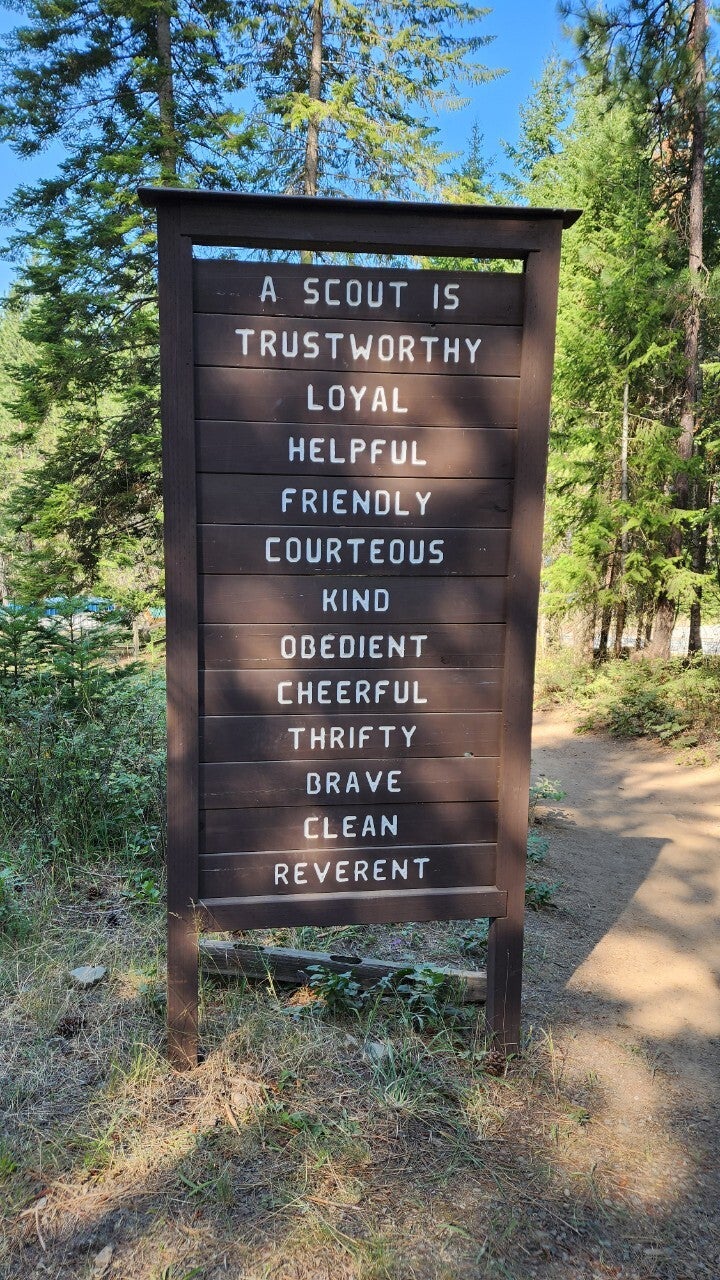 A SCOUT IS
TRUSTWORTHY
LOYAL
HELPFUL
FRIENDLY
COURTEOUS
KIND
OBEDIENT
CHEERFUL
THRIFTY
BRAVE
CLEAN
REVERENT